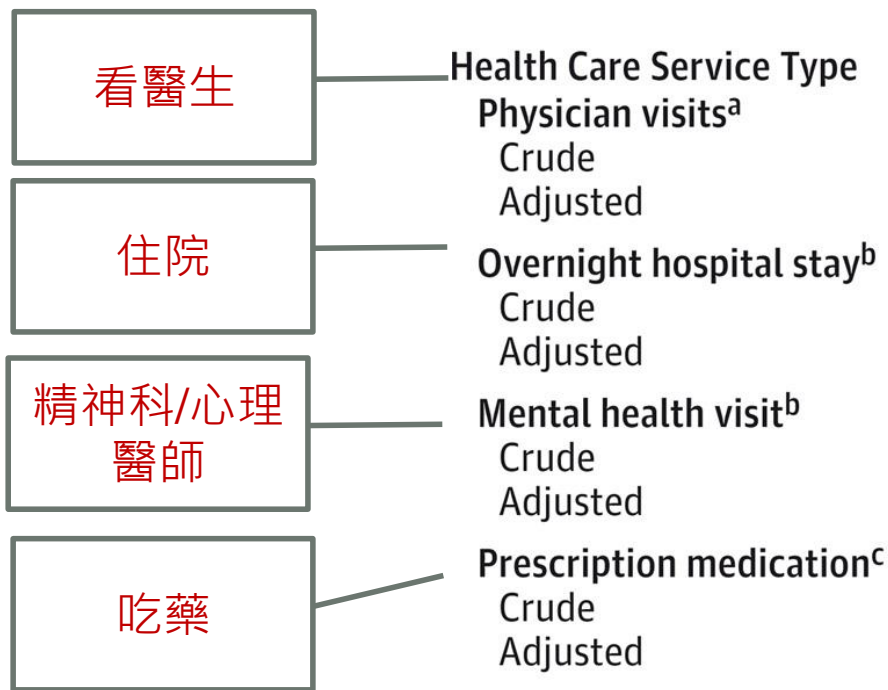 看醫生
住院
精神科/心理
醫師
吃藥
Health Care Service Type
Physician visitsᵃ
Crude
Adjusted
Overnight hospital stayᵇ
Crude
Adjusted
Mental health visitᵇ
Crude
Adjusted
Prescription medicationᶜ
Crude
Adjusted